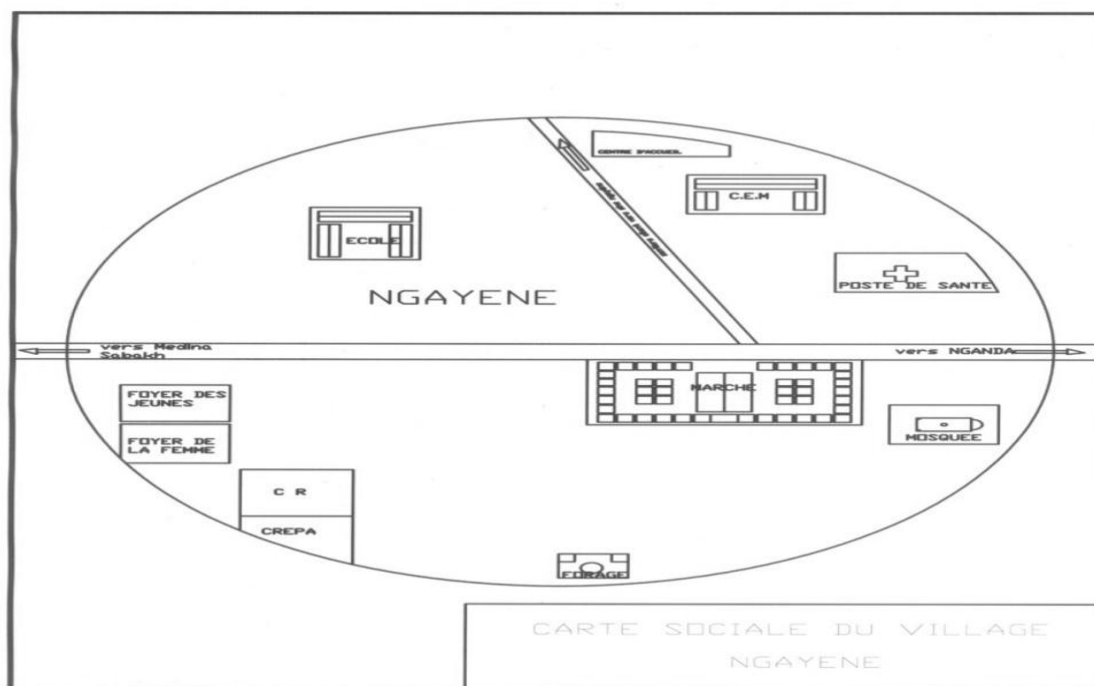 CENTRE D'ACCUEIL
C.E.M
ECOLE
POSTE DE SANTE
NGAYENE
vers Medina
Sabakh
vers NGANDA
MARCHE
FOYER DES
JEUNES
FOYER DE
LA FEMME
MOSQUEE
C R
CREPA
FORAGE
CARTE SOCIALE DU VILLAGE
NGAYENE